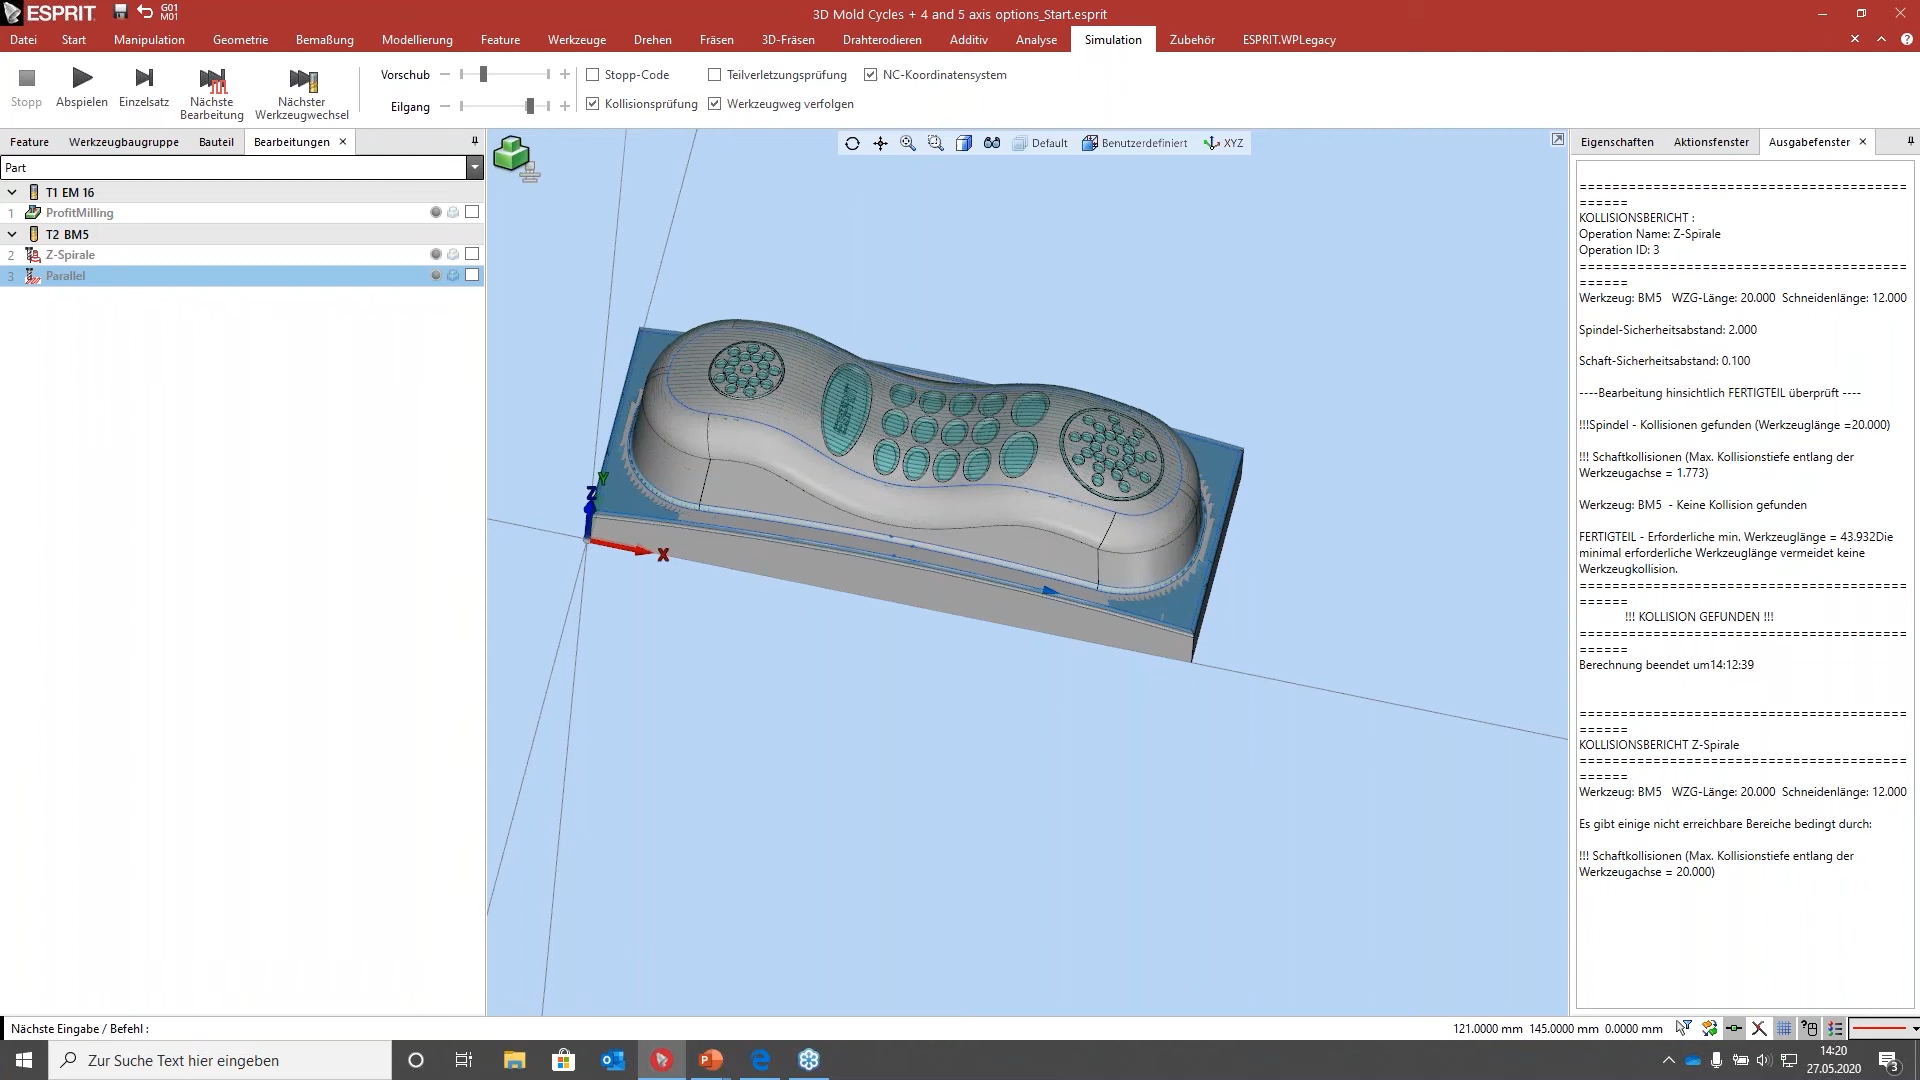 ESPRIT
G01
M01
3D Mold Cycles + 4 and 5 axis options_Start.esprit
Datei Start Manipulation Geometrie Bemaßung Modellierung Feature Werkzeuge Drehen Fräsen 3D-Fräsen Drahterodieren Additiv Analyse Simulation Zubehör ESPRIT.WPLegacy
Stopp Abspielen Einzelsatz Nächste Bearbeitung Nächster Werkzeugwechsel
Vorschub Stopp-Code Teilverletzungsprüfung NC-Koordinatensystem
Eilgang Kollisionsprüfung Werkzeugweg verfolgen
Feature Werkzeugbaugruppe Bauteil Bearbeitungen
Part
T1 EM 16
1 ProfitMilling
T2 BM5
2 Z-Spirale
3 Parallel
Default Benutzerdefiniert XYZ
Z
Y
X
Eigenschaften Aktionsfenster Ausgabefenster
=======================================
======
KOLLISIONSBERICHT :
Operation Name: Z-Spirale
Operation ID: 3
=======================================
======
Werkzeug: BM5 WZG-Länge: 20.000 Schneidenlänge: 12.000
Spindel-Sicherheitsabstand: 2.000
Schaft-Sicherheitsabstand: 0.100
----Bearbeitung hinsichtlich FERTIGTEIL überprüft ----
!!!Spindel - Kollisionen gefunden (Werkzeuglänge =20.000)
!!! Schaftkollisionen (Max. Kollisionstiefe entlang der
Werkzeugachse = 1.773)
Werkzeug: BM5 - Keine Kollision gefunden
FERTIGTEIL - Erforderliche min. Werkzeuglänge = 43.932Die
minimal erforderliche Werkzeuglänge vermeidet keine
Werkzeugkollision.
=======================================
======
!!! KOLLISION GEFUNDEN !!!
=======================================
======
Berechnung beendet um14:12:39
=======================================
======
KOLLISIONSBERICHT Z-Spirale
=======================================
======
Werkzeug: BM5 WZG-Länge: 20.000 Schneidenlänge: 12.000
Es gibt einige nicht erreichbare Bereiche bedingt durch:
!!! Schaftkollisionen (Max. Kollisionstiefe entlang der
Werkzeugachse = 20.000)
Nächste Eingabe / Befehl :
121.0000 mm 145.0000 mm 0.0000 mm
Zur Suche Text hier eingeben
14:20
27.05.2020
3